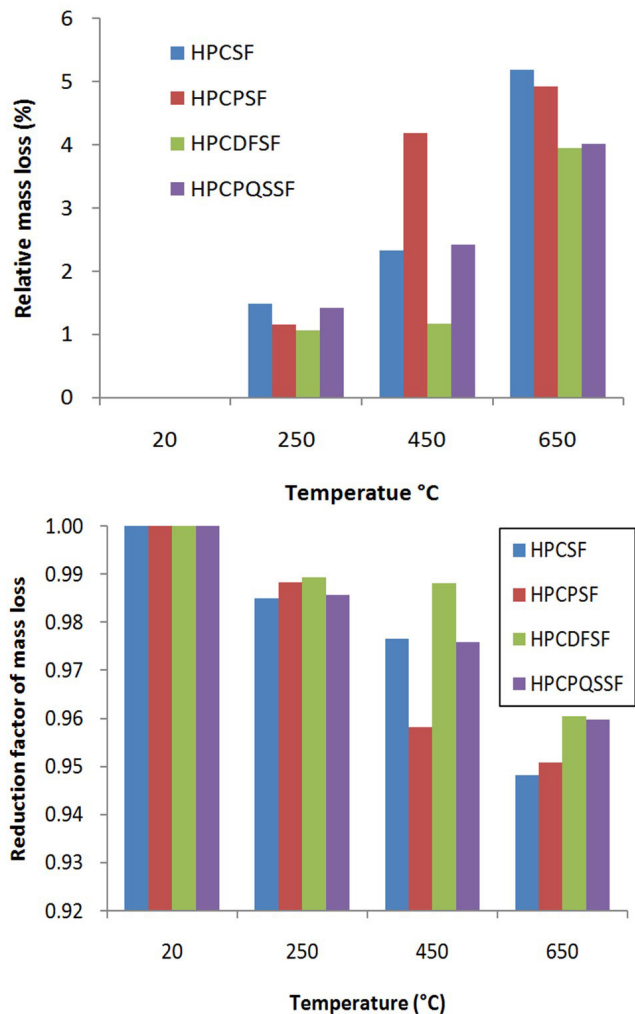 Relative mass loss (%)
6
5
4
3
2
1
0
HPCSF
HPCPSF
HPCDFSF
HPCPQSSF
20 250 450 650
Temperatue °C
Reduction factor of mass loss
1.00
0.99
0.98
0.97
0.96
0.95
0.94
0.93
0.92
HPCSF
HPCPSF
HPCDFSF
HPCPQSSF
20 250 450 650
Temperature (°C)